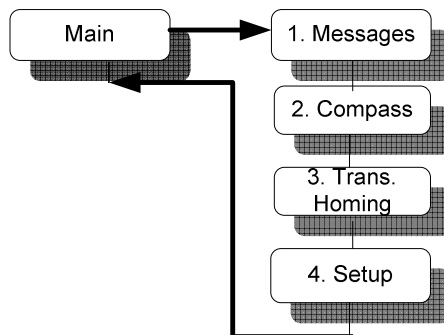 Main
1. Messages
2. Compass
3. Trans.
Homing
4. Setup